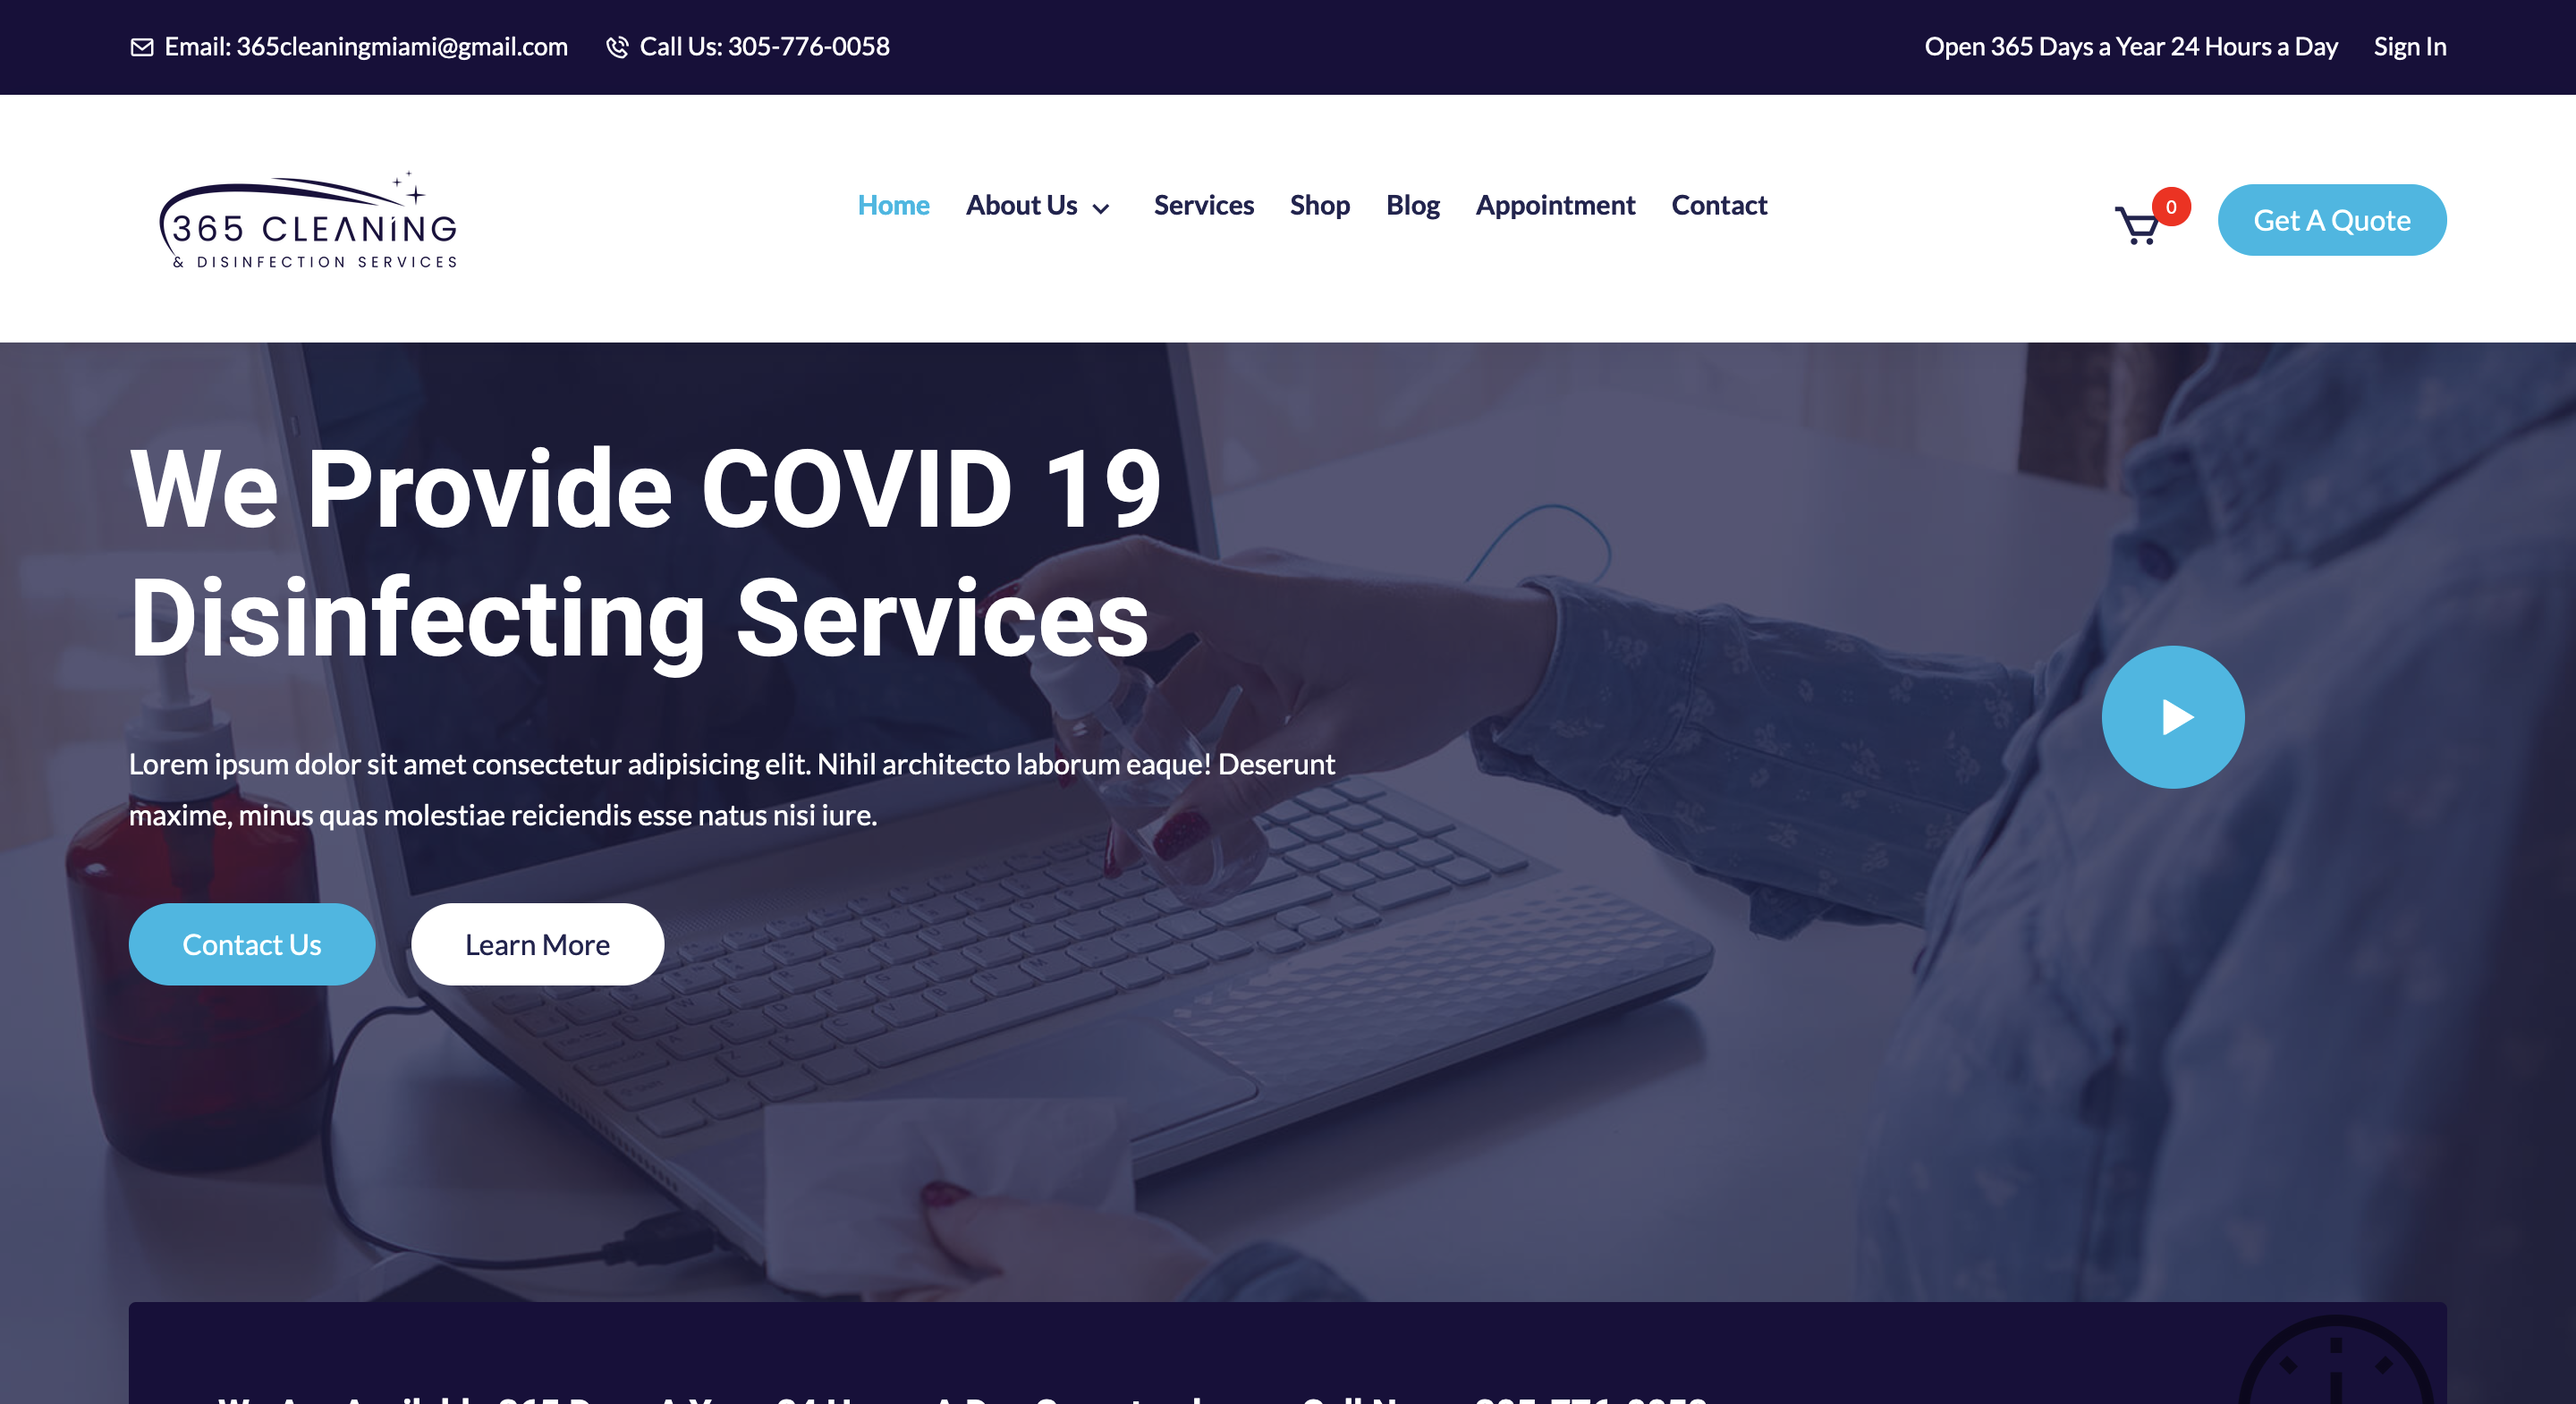 Email: 365cleaningmiami@gmail.com Call Us: 305-776-0058 Open 365 Days a Year 24 Hours a Day Sign In
365 CLEANING
& DISINFECTION SERVICES
Home About Us Services Shop Blog Appointment Contact
0
Get A Quote
We Provide COVID 19
Disinfecting Services
Lorem ipsum dolor sit amet consectetur adipisicing elit. Nihil architecto laborum eaque! Deserunt
maxime, minus quas molestiae reiciendis esse natus nisi iure.
Contact Us Learn More